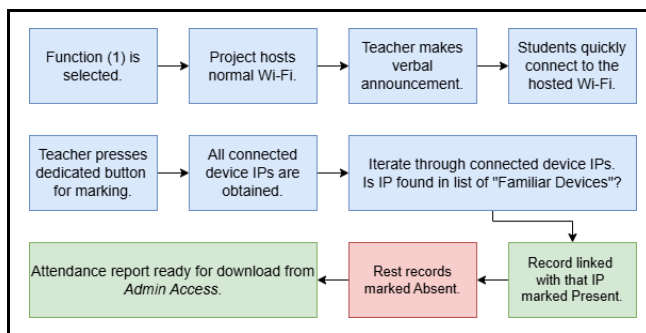 Function (1) is
selected.
Project hosts
normal Wi-Fi.
Teacher makes
verbal
announcement.
Students quickly
connect to the
hosted Wi-Fi.
Teacher presses
dedicated button
for marking.
All connected
device IPs are
obtained.
Iterate through connected device IPs.
Is IP found in list of "Familiar Devices"?
Record linked
with that IP
marked Present.
Rest records
marked Absent.
Attendance report ready for download from
Admin Access.